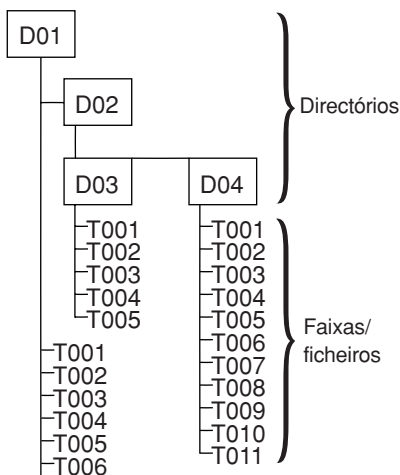 D01
D02
Directórios
D03
D04
T001
T002
T003
T004
T005
T001
T002
T003
T004
T005
T006
T007
T008
T009
T010
T011
Faixas/
ficheiros
T001
T002
T003
T004
T005
T006